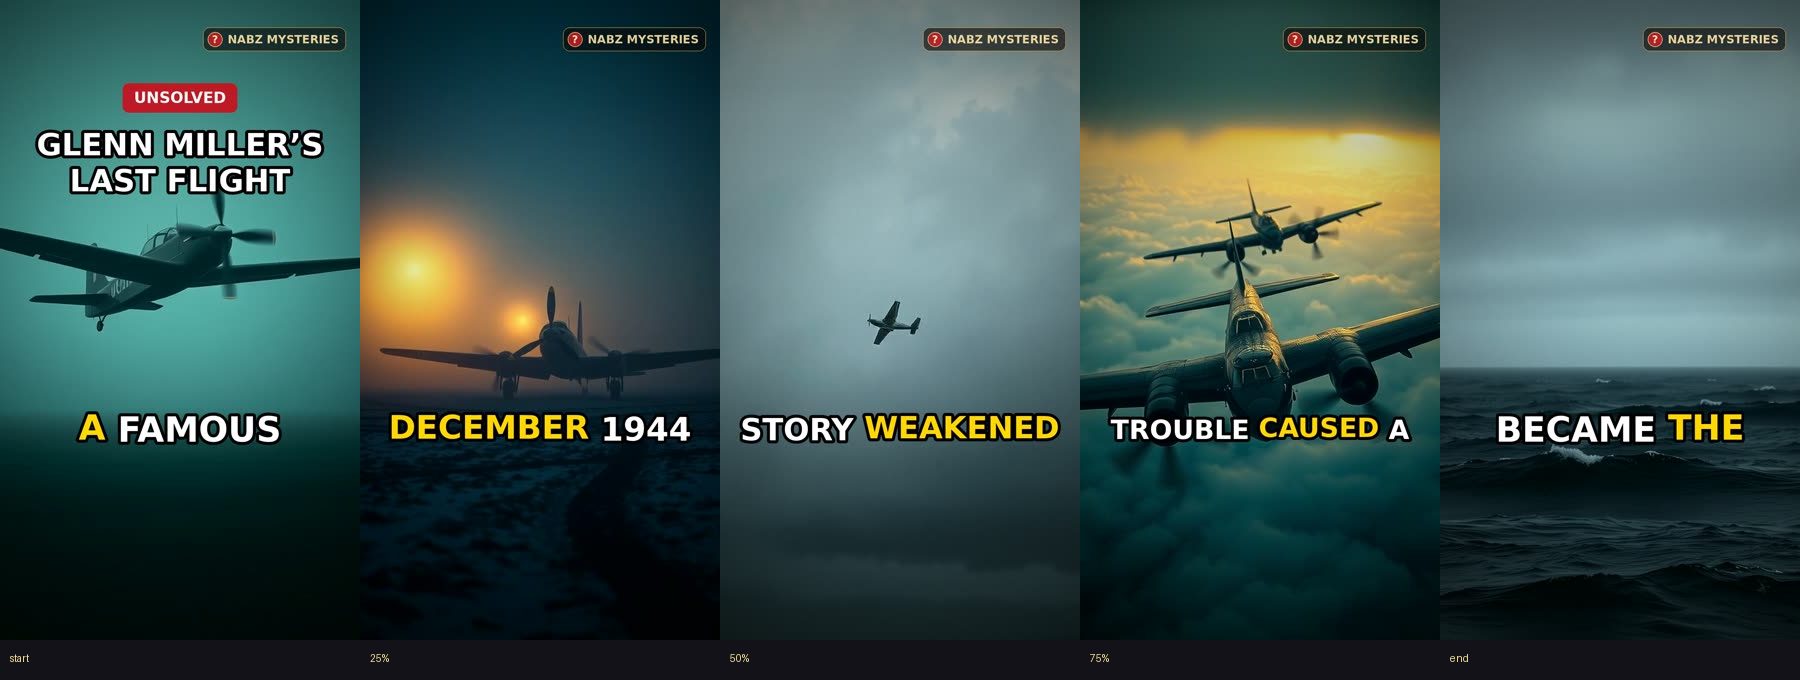 ? NABZ MYSTERIES
UNSOLVED
GLENN MILLER’S
LAST FLIGHT
A FAMOUS
start
? NABZ MYSTERIES
DECEMBER 1944
25%
? NABZ MYSTERIES
STORY WEAKENED
50%
? NABZ MYSTERIES
TROUBLE CAUSED A
75%
? NABZ MYSTERIES
BECAME THE
end